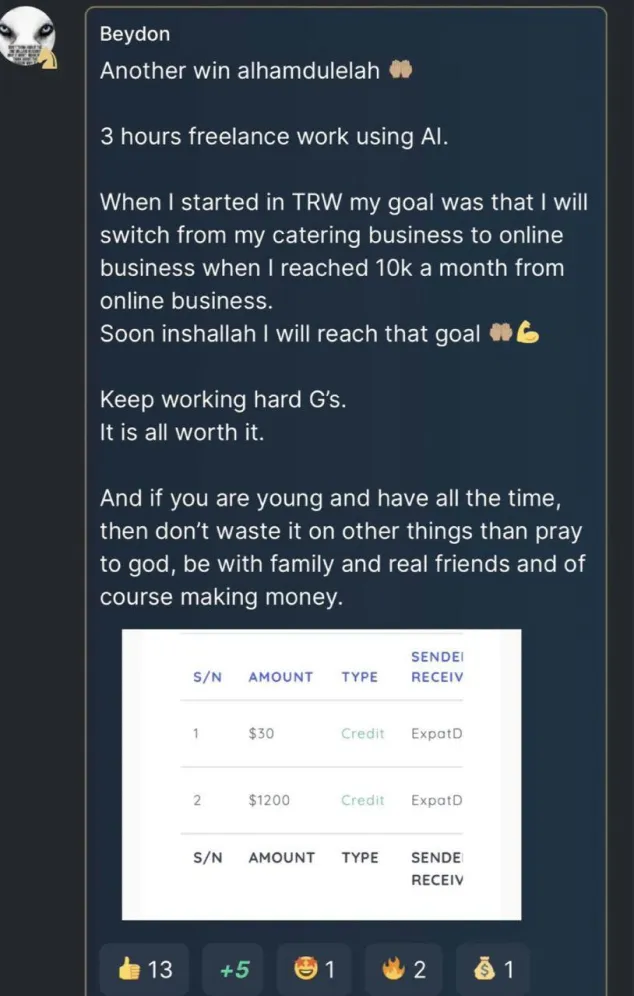 Beydon
Another win alhamdulelah 🤲🏽
3 hours freelance work using AI.
When I started in TRW my goal was that I will
switch from my catering business to online
business when I reached 10k a month from
online business.
Soon inshallah I will reach that goal 🤲🏽💪
Keep working hard G’s.
It is all worth it.
And if you are young and have all the time,
then don’t waste it on other things than pray
to god, be with family and real friends and of
course making money.
S/N AMOUNT TYPE SENDE
RECEIV
1 $30 Credit ExpatD
2 $1200 Credit ExpatD
S/N AMOUNT TYPE SENDE
RECEIV
👍 13 +5 🤩 1 🔥 2 💰 1